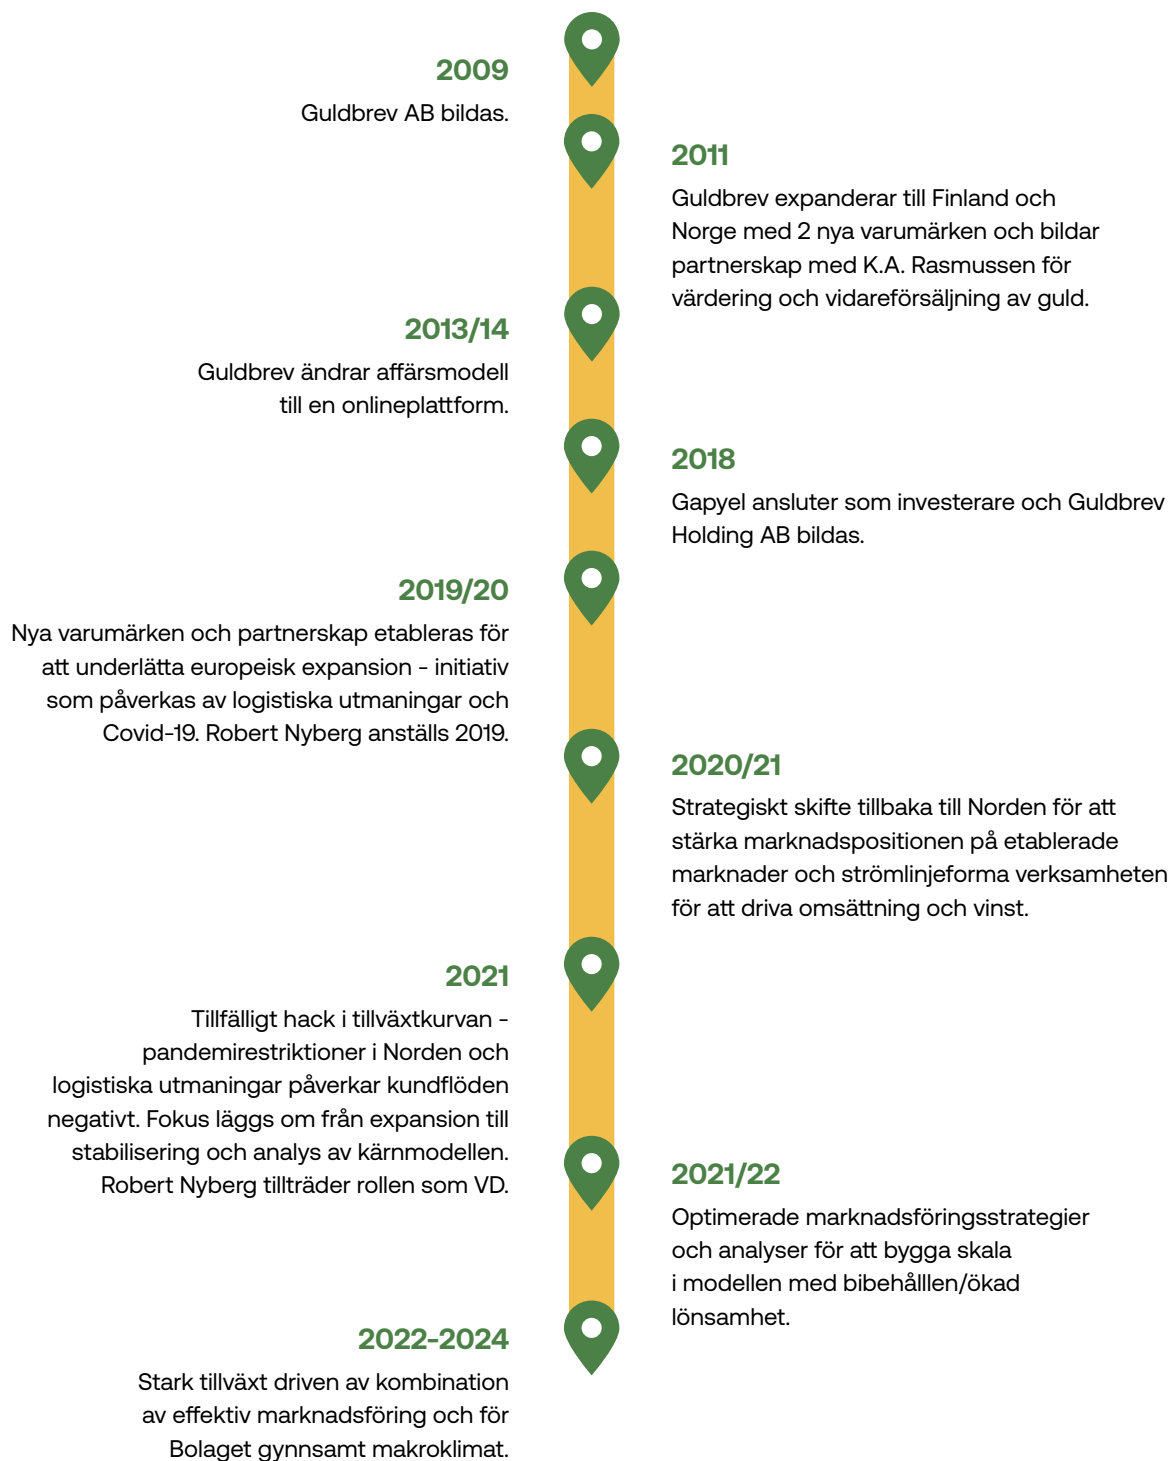 2009
Guldbrev AB bildas.
2011
Guldbrev expanderar till Finland och
Norge med 2 nya varumärken och bildar
partnerskap med K.A. Rasmussen för
värdering och vidareförsäljning av guld.
2013/14
Guldbrev ändrar affärsmodell
till en onlineplattform.
2018
Gapyel ansluter som investerare och Guldbrev
Holding AB bildas.
2019/20
Nya varumärken och partnerskap etableras för
att underlätta europeisk expansion - initiativ
som påverkas av logistiska utmaningar och
Covid-19. Robert Nyberg anställs 2019.
2020/21
Strategiskt skifte tillbaka till Norden för att
stärka marknadspositionen på etablerade
marknader och strömlinjeforma verksamheten
för att driva omsättning och vinst.
2021
Tillfälligt hack i tillväxtkurvan -
pandemirestriktioner i Norden och
logistiska utmaningar påverkar kundflöden
negativt. Fokus läggs om från expansion till
stabilisering och analys av kärnmodellen.
Robert Nyberg tillträder rollen som VD.
2021/22
Optimerade marknadsföringsstrategier
och analyser för att bygga skala
i modellen med bibehålllen/ökad
lönsamhet.
2022-2024
Stark tillväxt driven av kombination
av effektiv marknadsföring och för
Bolaget gynnsamt makroklimat.